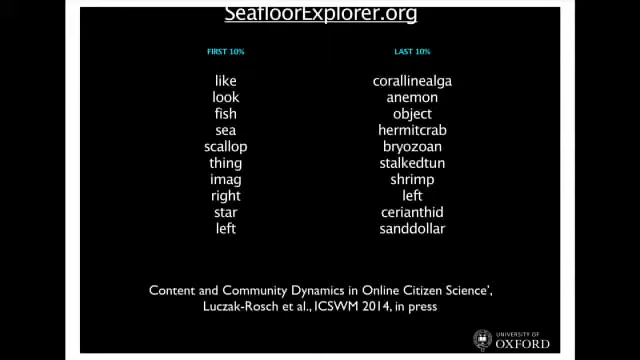 SeafloorExplorer.org
FIRST 10% LAST 10%
like corallinealga
look anemon
fish object
sea hermitcrab
scallop bryozoan
thing stalkedtun
imag shrimp
right left
star cerianthid
left sanddollar
Content and Community Dynamics in Online Citizen Science',
Luczak-Rosch et al., ICSWM 2014, in press
UNIVERSITY OF
OXFORD